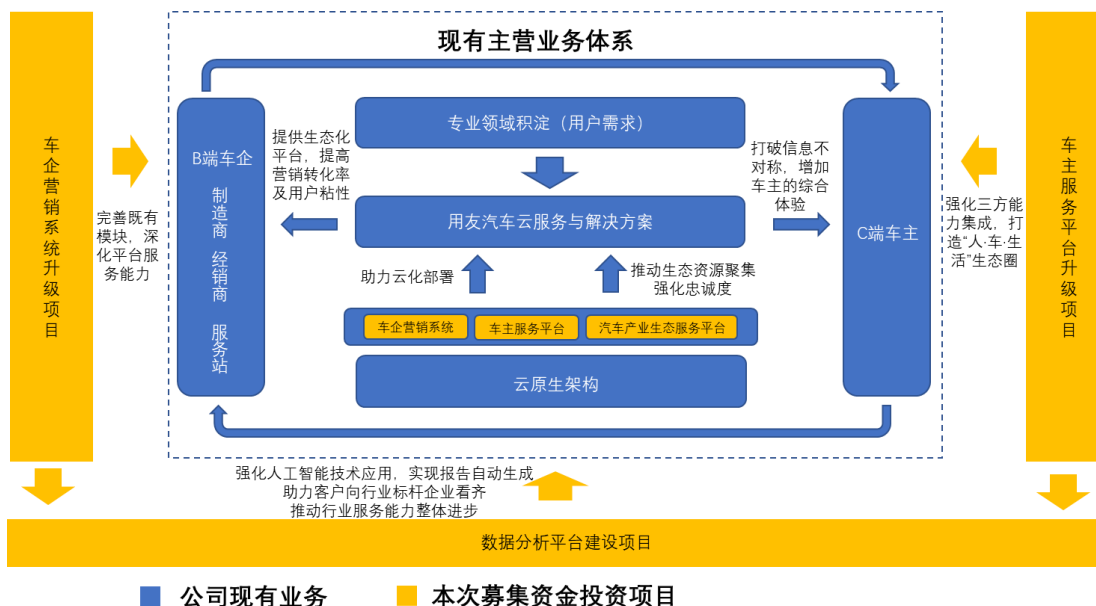 现有主营业务体系
车企营销系统升级项目
完善既有
模块，深
化平台服
务能力
B端车企
制造商 经销商 服务站
提供生态化
平台，提高
营销转化率
及用户粘性
专业领域积淀（用户需求）
用友汽车云服务与解决方案
助力云化部署
推动生态资源聚集
强化忠诚度
车企营销系统
车主服务平台
汽车产业生态服务平台
云原生架构
打破信息不
对称，增加
车主的综合
体验
C端车主
强化三方能
力集成，打
造“人·车·生
活”生态圈
车主服务平台升级项目
强化人工智能技术应用，实现报告自动生成
助力客户向行业标杆企业看齐
推动行业服务能力整体进步
数据分析平台建设项目
公司现有业务
本次募集资金投资项目